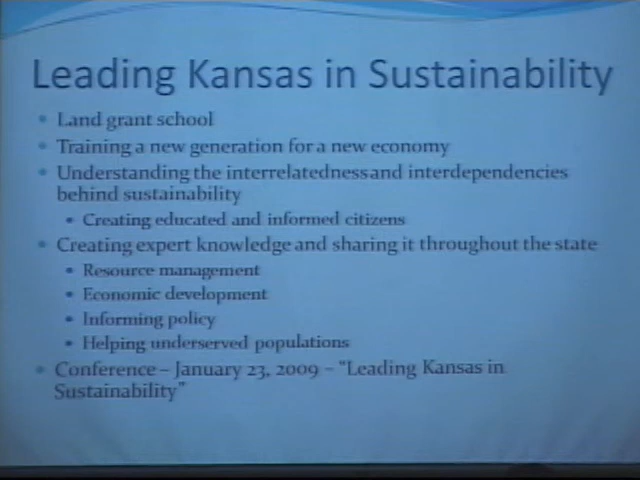 Leading Kansas in Sustainability
• Land grant school
• Training a new generation for a new economy
• Understanding the interrelatedness and interdependencies
behind sustainability
• Creating educated and informed citizens
• Creating expert knowledge and sharing it throughout the state
• Resource management
• Economic development
• Informing policy
• Helping underserved populations
• Conference – January 23, 2009 – "Leading Kansas in
Sustainability"